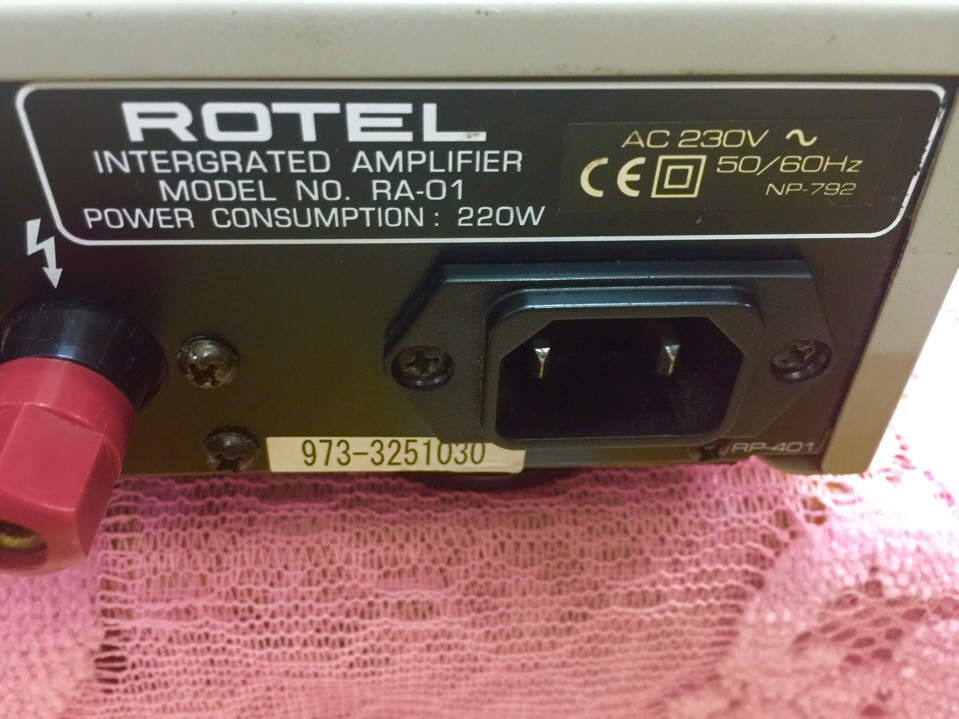 ROTEL
INTERGRATED AMPLIFIER
MODEL NO. RA-01
POWER CONSUMPTION : 220W
AC 230V ~
CE 50/60Hz
NP-792
973-3251030
RP-401